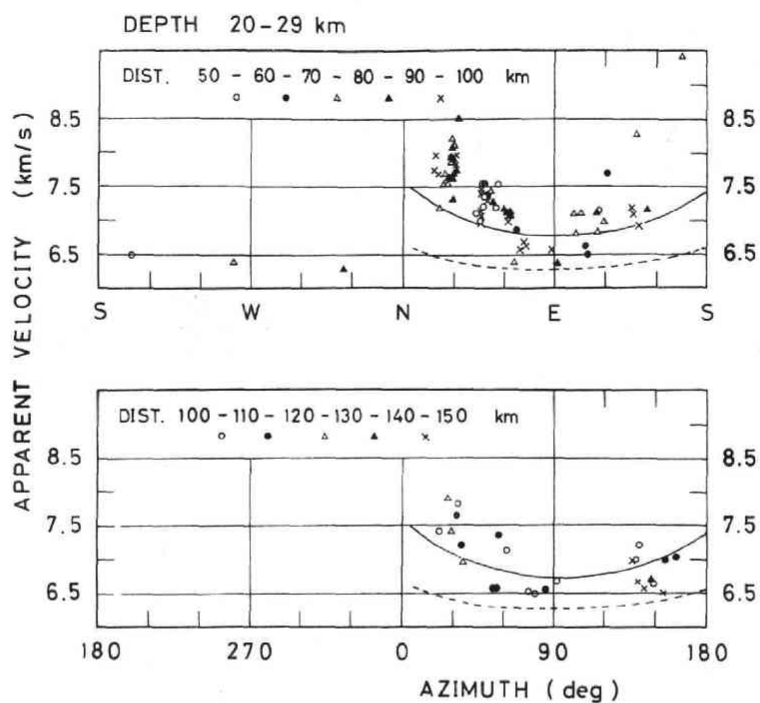 DEPTH 20-29 km
DIST. 50 - 60 - 70 - 80 - 90 - 100 km
8.5 8.5
7.5 7.5
6.5 6.5
S W N E S
APPARENT VELOCITY (km/s)
DIST. 100-110-120-130-140-150 km
8.5 8.5
7.5 7.5
6.5 6.5
180 270 0 90 180
AZIMUTH (deg)